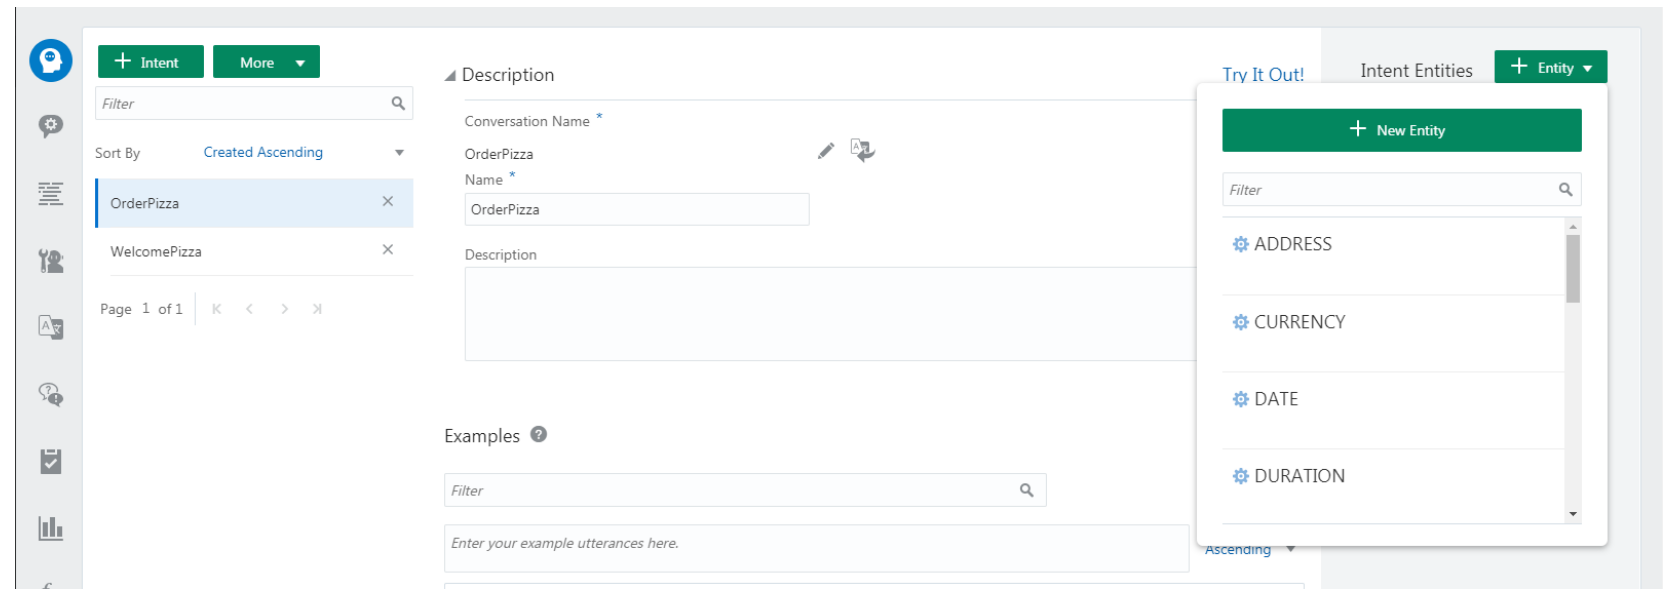 + Intent
More
Filter
Sort By Created Ascending
OrderPizza
WelcomePizza
Page 1 of 1
Description
Try It Out!
Conversation Name *
OrderPizza
Name *
OrderPizza
Description
Examples
Filter
Enter your example utterances here.
Ascending
Intent Entities
+ Entity
+ New Entity
Filter
ADDRESS
CURRENCY
DATE
DURATION